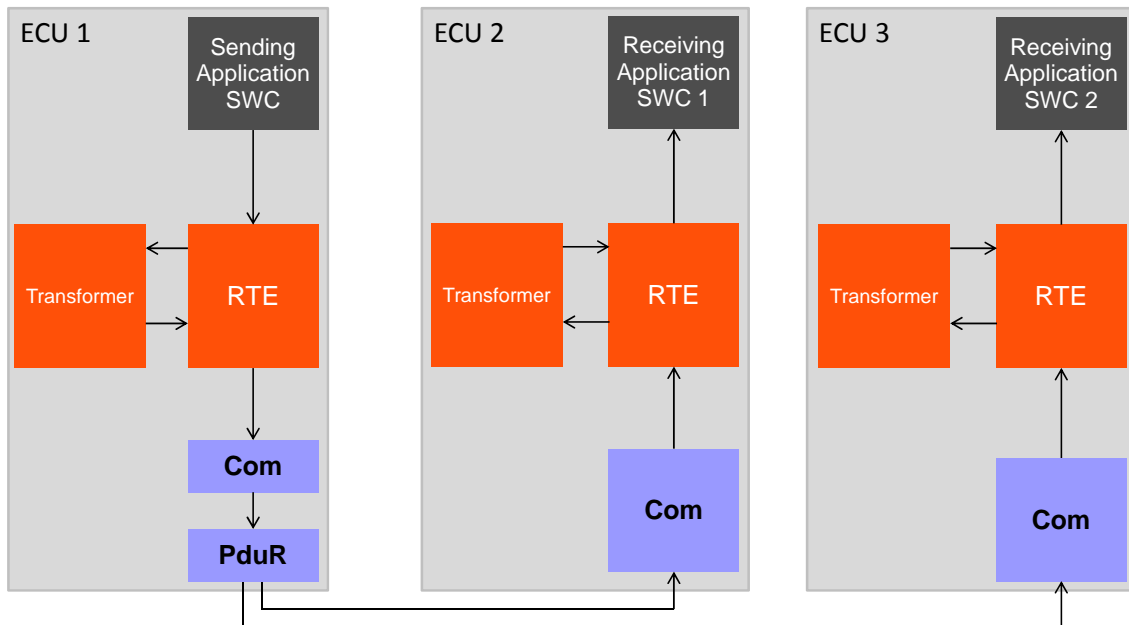 ECU 1
Sending
Application
SWC
Transformer
RTE
Com
PduR
ECU 2
Receiving
Application
SWC 1
Transformer
RTE
Com
ECU 3
Receiving
Application
SWC 2
Transformer
RTE
Com